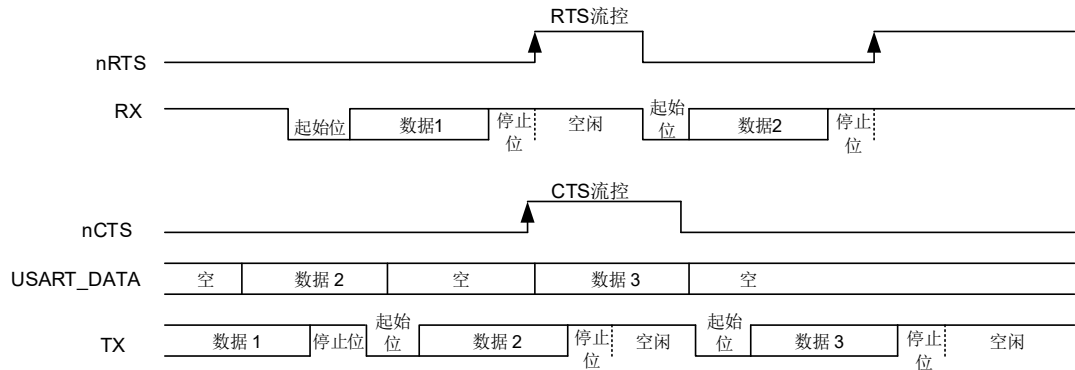 RTS流控
nRTS
RX
起始位
数据1
停止
位
空闲
起始
位
数据2
停止
位
CTS流控
nCTS
USART_DATA
空
数据 2
空
数据 3
空
TX
数据 1
停止位
起始
位
数据 2
停止
位
空闲
起始
位
数据 3
停止
位
空闲